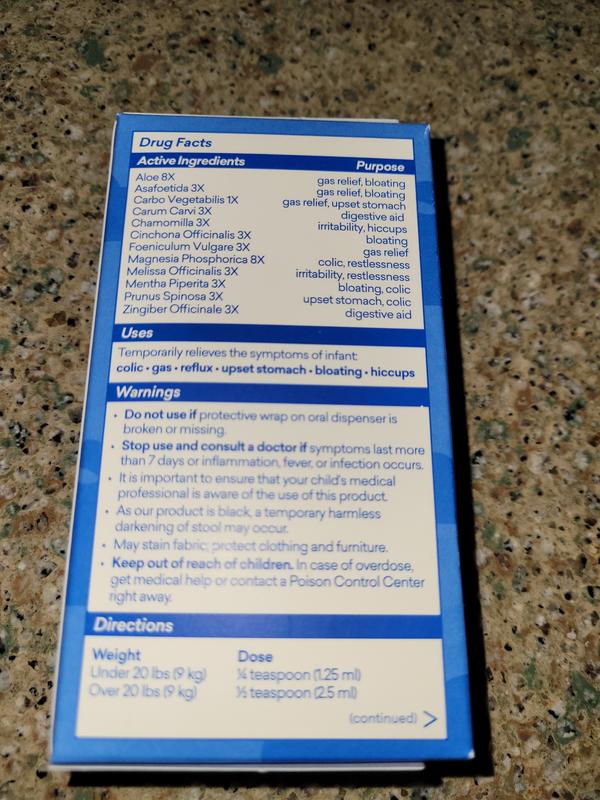 Drug Facts
Active Ingredients Purpose
Aloe 8X gas relief, bloating
Asafoetida 3X gas relief, bloating
Carbo Vegetabilis 1X gas relief, upset stomach
Carum Carvi 3X digestive aid
Chamomilla 3X irritability, hiccups
Cinchona Officinalis 3X bloating
Foeniculum Vulgare 3X gas relief
Magnesia Phosphorica 8X colic, restlessness
Melissa Officinalis 3X irritability, restlessness
Mentha Piperita 3X bloating, colic
Prunus Spinosa 3X upset stomach, colic
Zingiber Officinale 3X digestive aid
Uses
Temporarily relieves the symptoms of infant:
colic • gas • reflux • upset stomach • bloating • hiccups
Warnings
• Do not use if protective wrap on oral dispenser is
broken or missing.
• Stop use and consult a doctor if symptoms last more
than 7 days or inflammation, fever, or infection occurs.
• It is important to ensure that your child's medical
professional is aware of the use of this product.
• As our product is black, a temporary harmless
darkening of stool may occur.
• May stain fabric; protect clothing and furniture.
• Keep out of reach of children. In case of overdose,
get medical help or contact a Poison Control Center
right away.
Directions
Weight Dose
Under 20 lbs (9 kg) ¼ teaspoon (1.25 ml)
Over 20 lbs (9 kg) ½ teaspoon (2.5 ml)
(continued) >